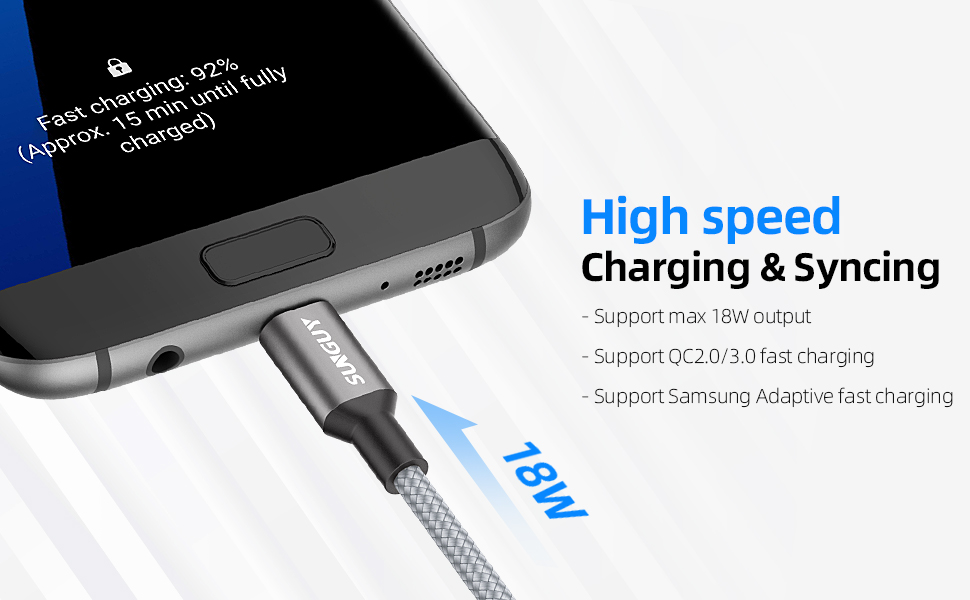 Fast charging: 92%
(Approx. 15 min until fully
charged)
SUNGUY
18W
High speed
Charging & Syncing
- Support max 18W output
- Support QC2.0/3.0 fast charging
- Support Samsung Adaptive fast charging